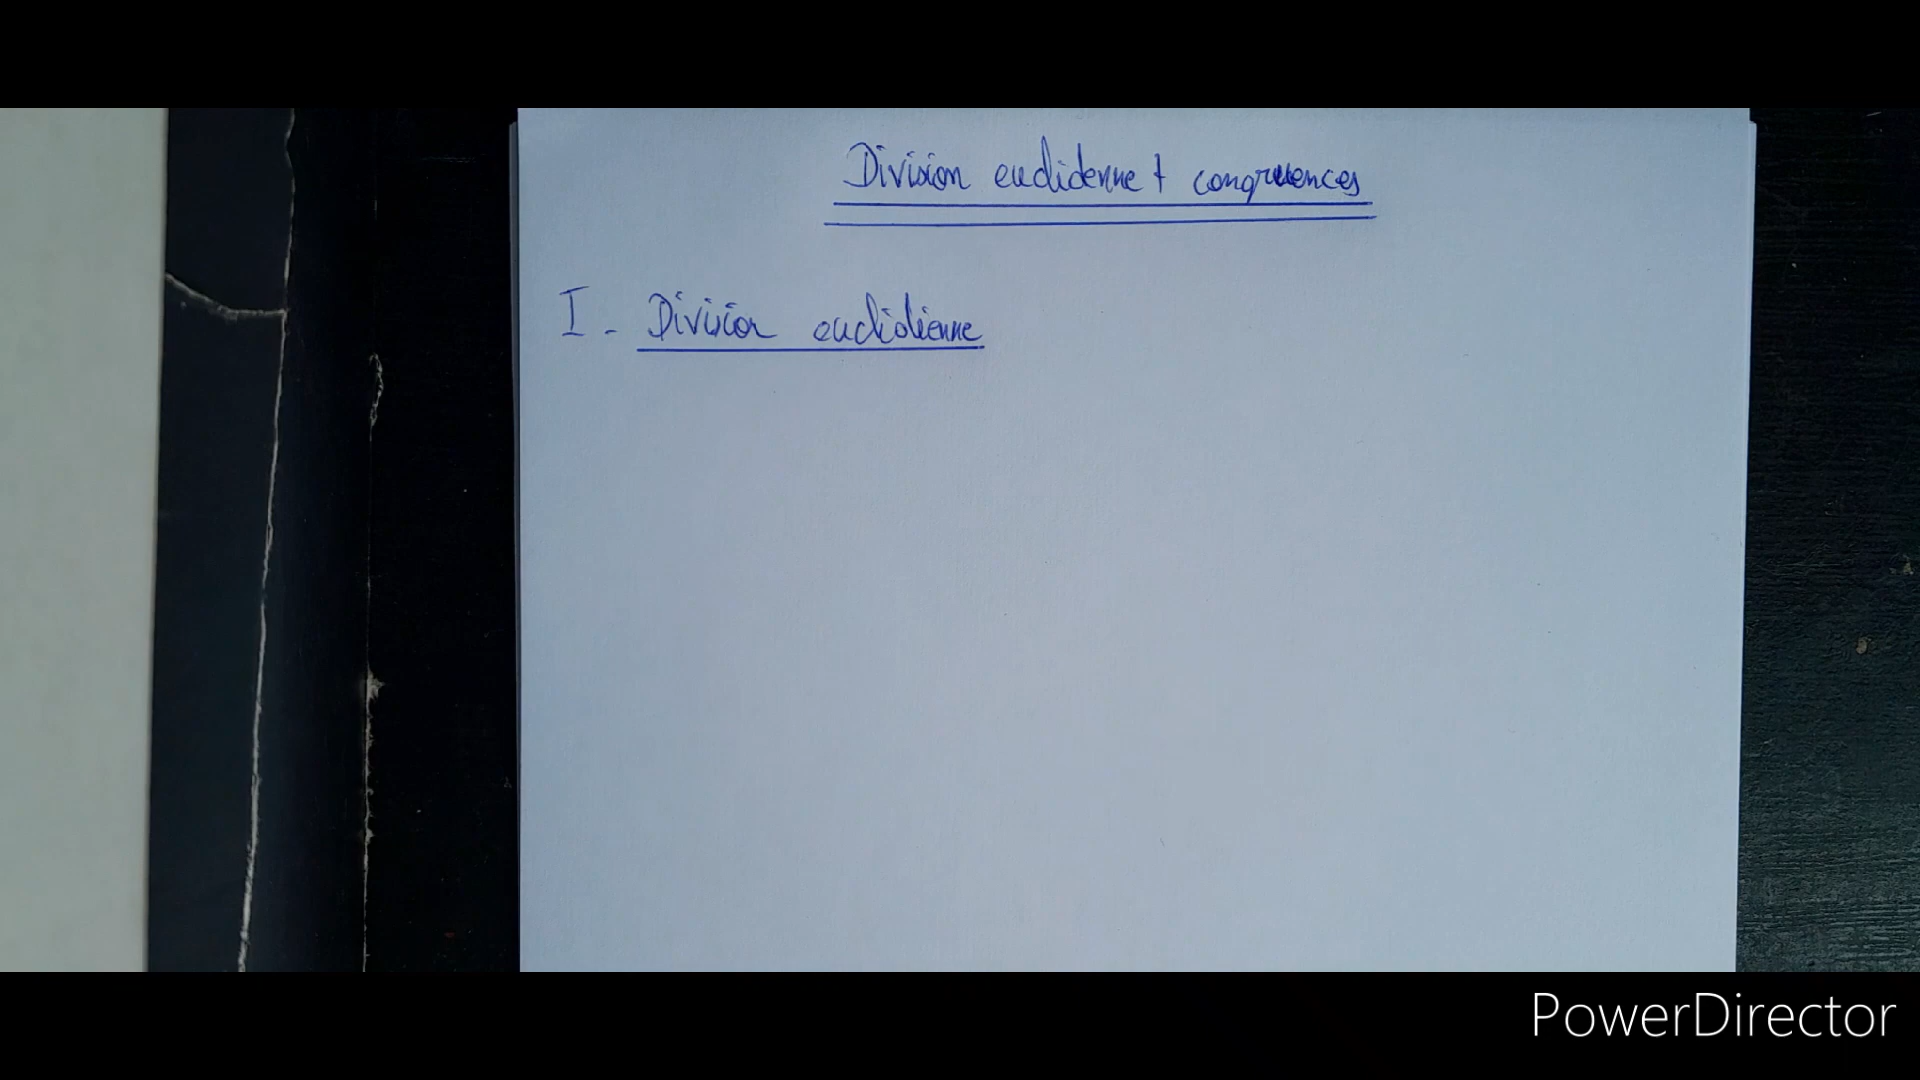 Division euclidenne + congruences
I - Division euclidienne
PowerDirector